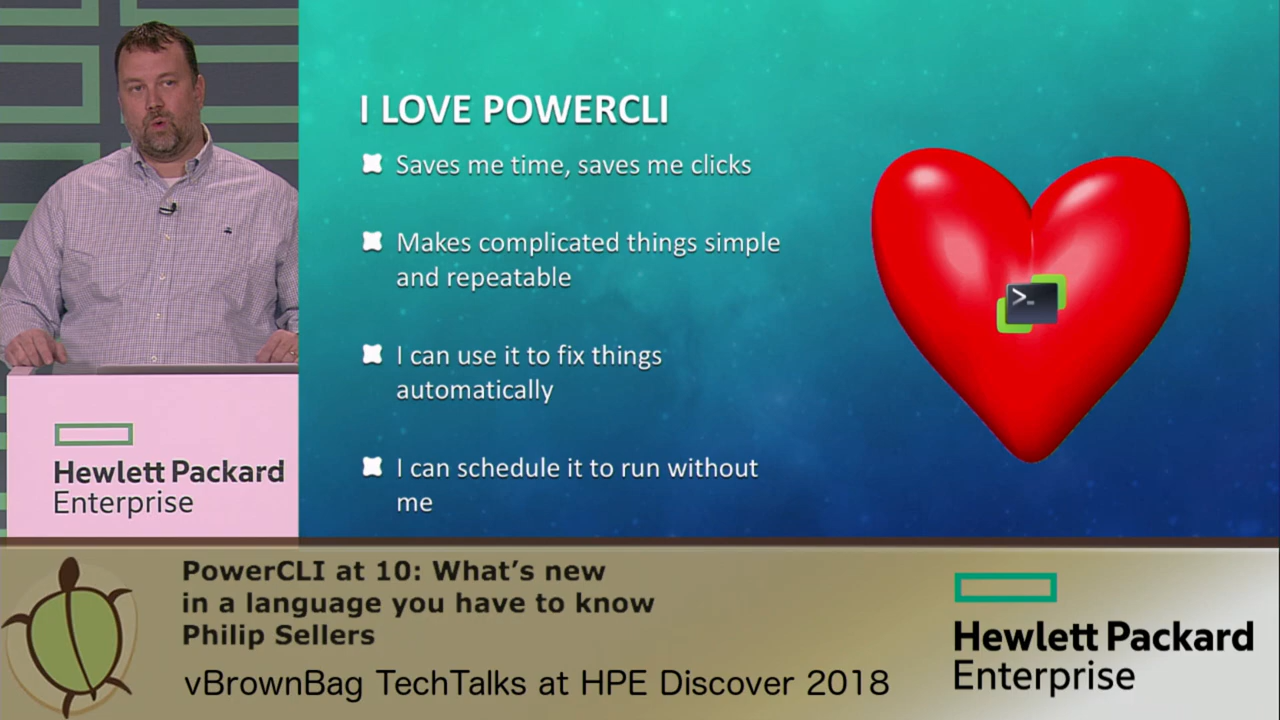 I LOVE POWERCLI
Saves me time, saves me clicks
Makes complicated things simple
and repeatable
I can use it to fix things
automatically
I can schedule it to run without
me
>_
Hewlett Packard
Enterprise
PowerCLI at 10: What's new
in a language you have to know
Philip Sellers
vBrownBag TechTalks at HPE Discover 2018
Hewlett Packard
Enterprise